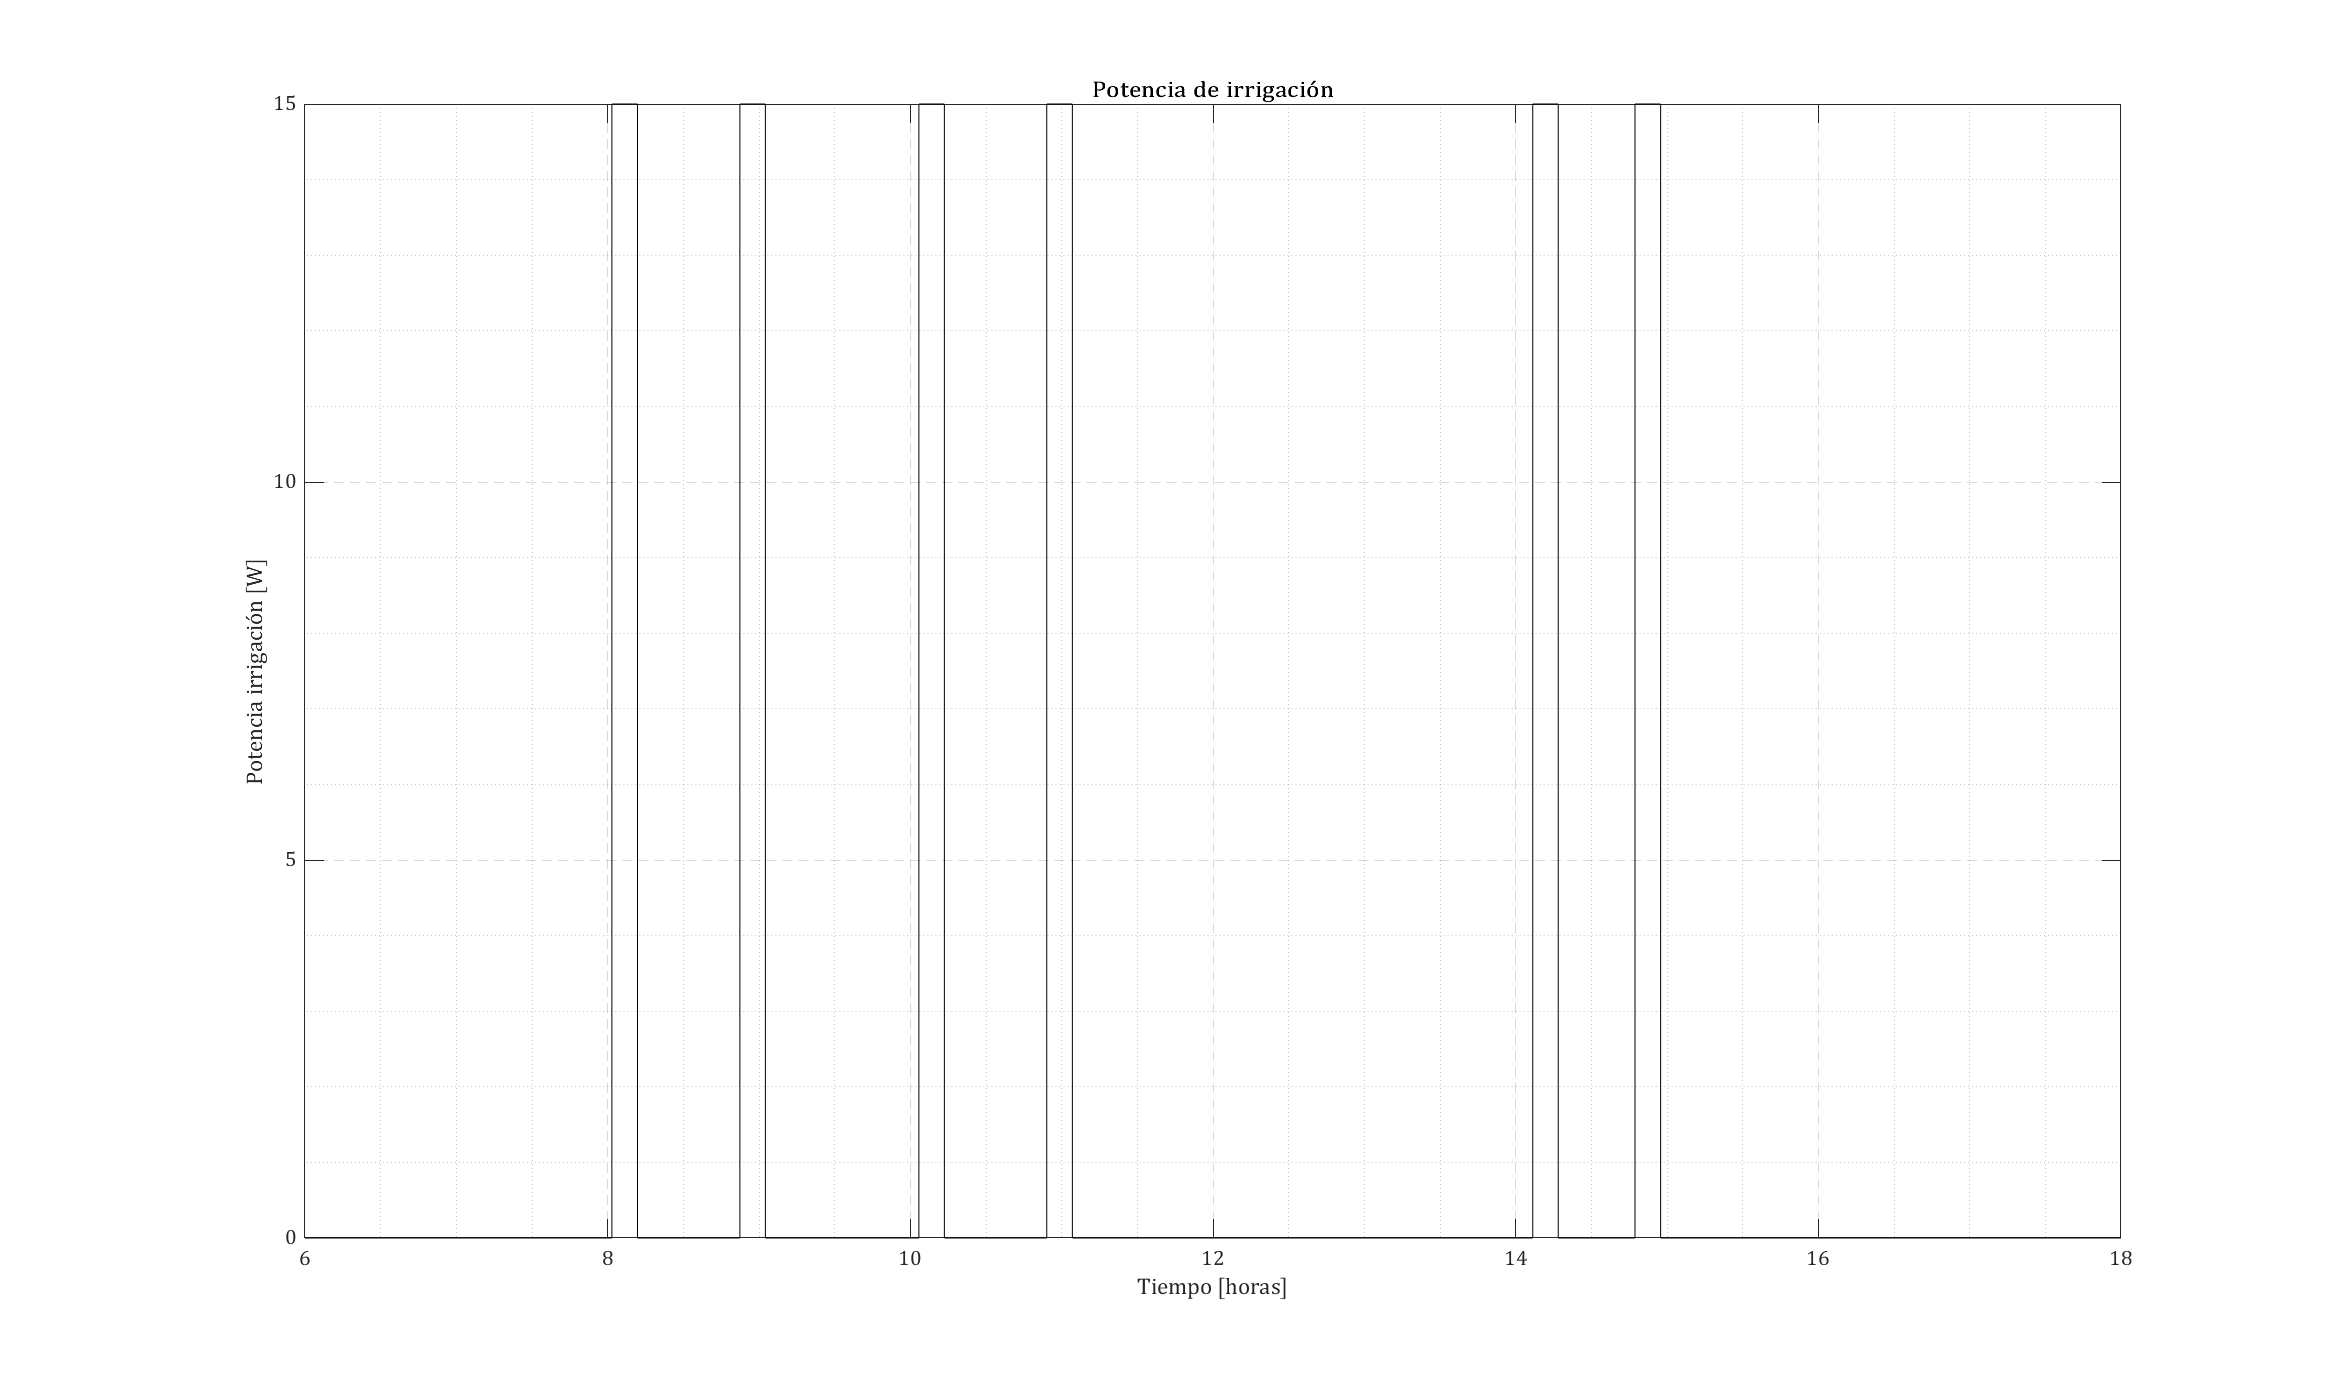 Potencia de irrigación
15
10
5
0
Potencia irrigación [W]
6 8 10 12 14 16 18
Tiempo [horas]